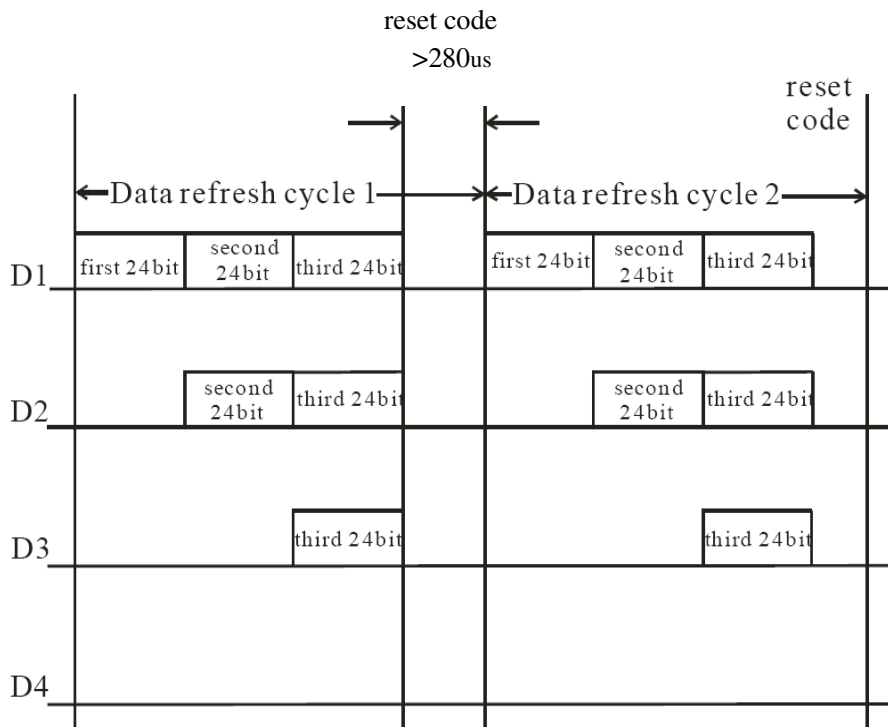 reset code
>280us
reset
code
Data refresh cycle 1
Data refresh cycle 2
D1
first 24bit
second
24bit
third 24bit
first 24bit
second
24bit
third 24bit
D2
second
24bit
third 24bit
second
24bit
third 24bit
D3
third 24bit
third 24bit
D4